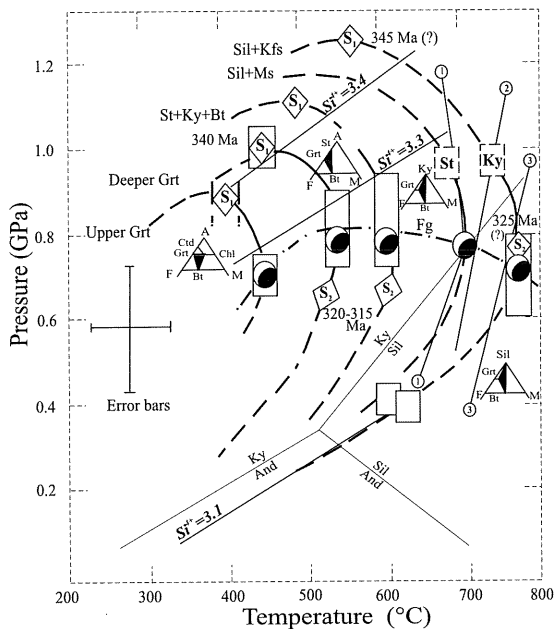 Sil+Kfs
S₁
345 Ma (?)
1.2
Sil+Ms
1
2
S₁
Si⁴⁺=3.4
St+Ky+Bt
3
340 Ma
S₁
A
St
Grt
F
Bt
M
Si⁴⁺=3.3
1.0
St
Ky
Deeper Grt
Ky
Grt
F
Bt
M
S₁
Fg
325 Ma
(?)
S₂
Upper Grt
0.8
A
Ctd
Grt
Chl
F
Bt
M
Pressure (GPa)
S₂
S₂
320-315
Ma
0.6
Ky
Sil
Sil
Grt
F
Bt
M
Error bars
1
3
0.4
Ky
And
Sil
And
0.2
Si⁴⁺=3.1
0
200
300
400
500
600
700
800
Temperature (°C)